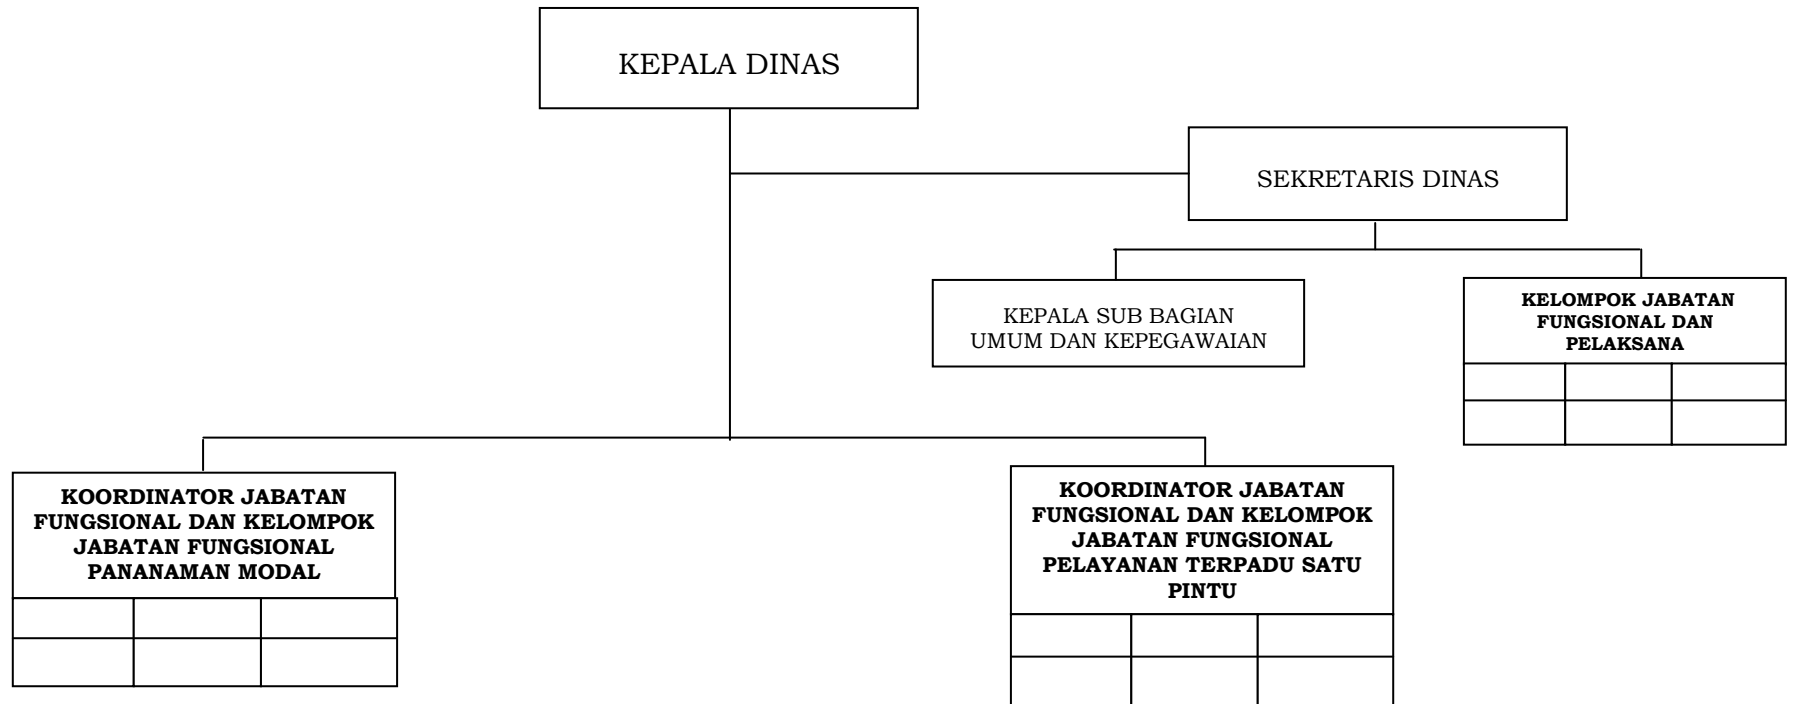 KEPALA DINAS
SEKRETARIS DINAS
KEPALA SUB BAGIAN
UMUM DAN KEPEGAWAIAN
KELOMPOK JABATAN
FUNGSIONAL DAN
PELAKSANA
KOORDINATOR JABATAN
FUNGSIONAL DAN KELOMPOK
JABATAN FUNGSIONAL
PANANAMAN MODAL
KOORDINATOR JABATAN
FUNGSIONAL DAN KELOMPOK
JABATAN FUNGSIONAL
PELAYANAN TERPADU SATU
PINTU